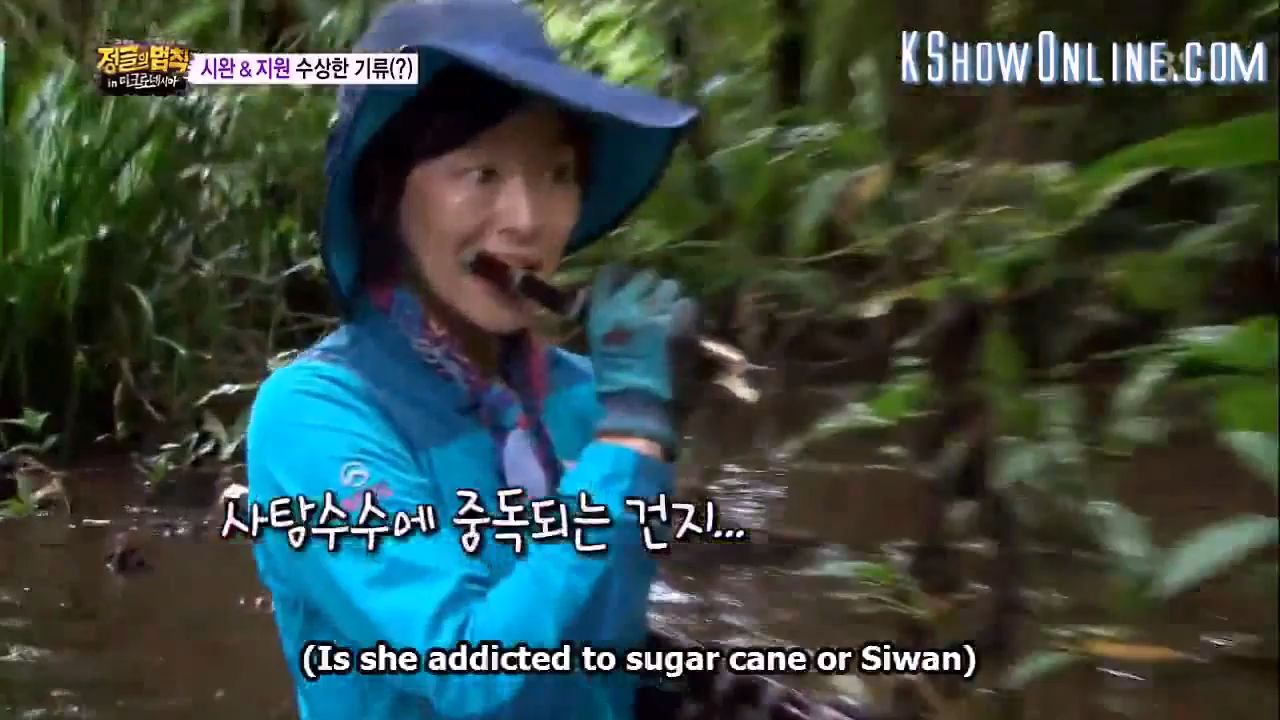 정글의 법칙
in 미크로네시아
시완 & 지원 수상한 기류(?)
KSHOWONLINE.COM
사탕수수에 중독되는 건지...
(Is she addicted to sugar cane or Siwan)